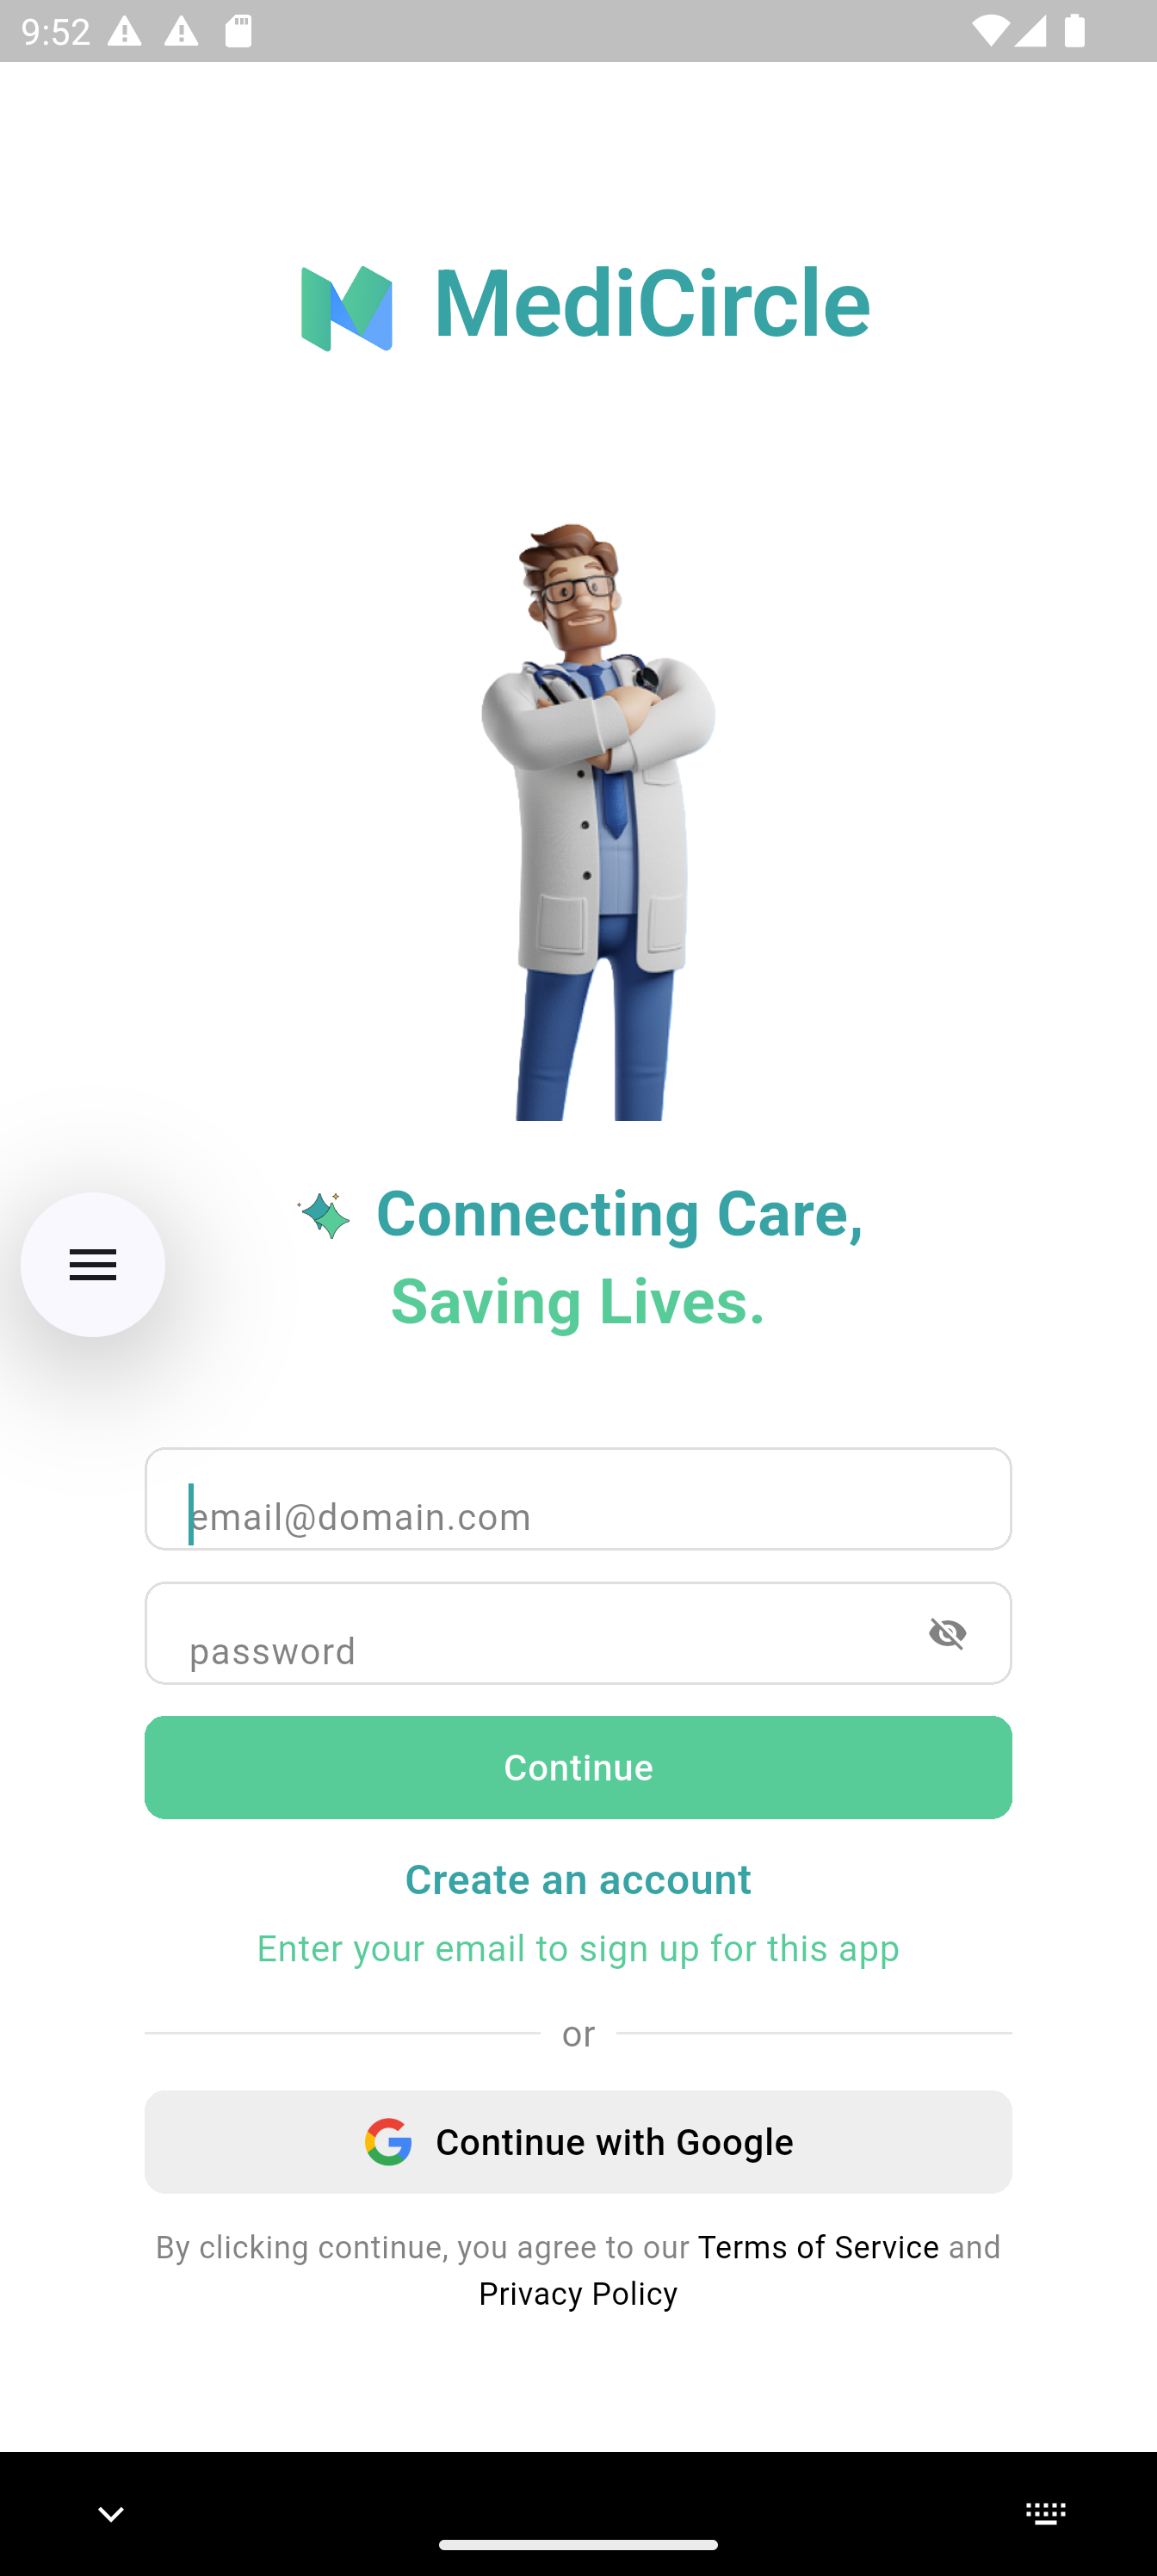 9:52
MediCircle
Connecting Care,
Saving Lives.
email@domain.com
password
Continue
Create an account
Enter your email to sign up for this app
or
Continue with Google
By clicking continue, you agree to our Terms of Service and
Privacy Policy